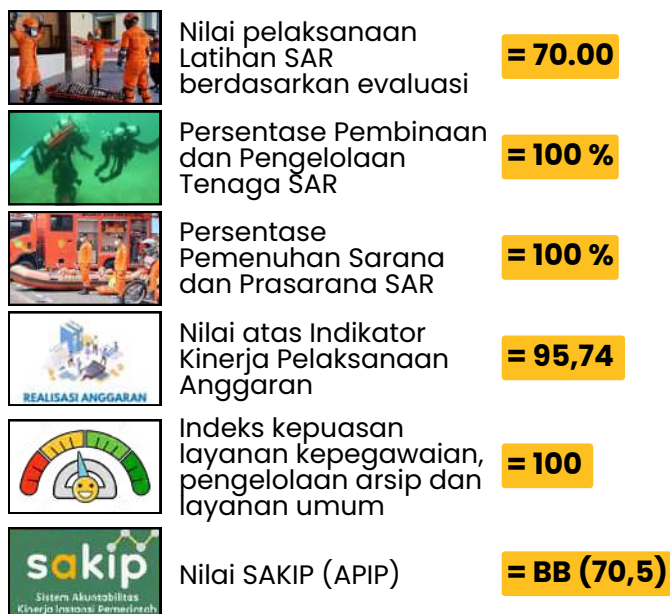 Nilai pelaksanaan
Latihan SAR
berdasarkan evaluasi
= 70.00
Persentase Pembinaan
dan Pengelolaan
Tenaga SAR
= 100 %
Persentase
Pemenuhan Sarana
dan Prasarana SAR
= 100 %
REALISASI ANGGARAN
Nilai atas Indikator
Kinerja Pelaksanaan
Anggaran
= 95,74
Indeks kepuasan
layanan kepegawaian,
pengelolaan arsip dan
layanan umum
= 100
sakip
Sistem Akuntabilitas
Kinerja Instansi Pemerintah
Nilai SAKIP (APIP)
= BB (70,5)